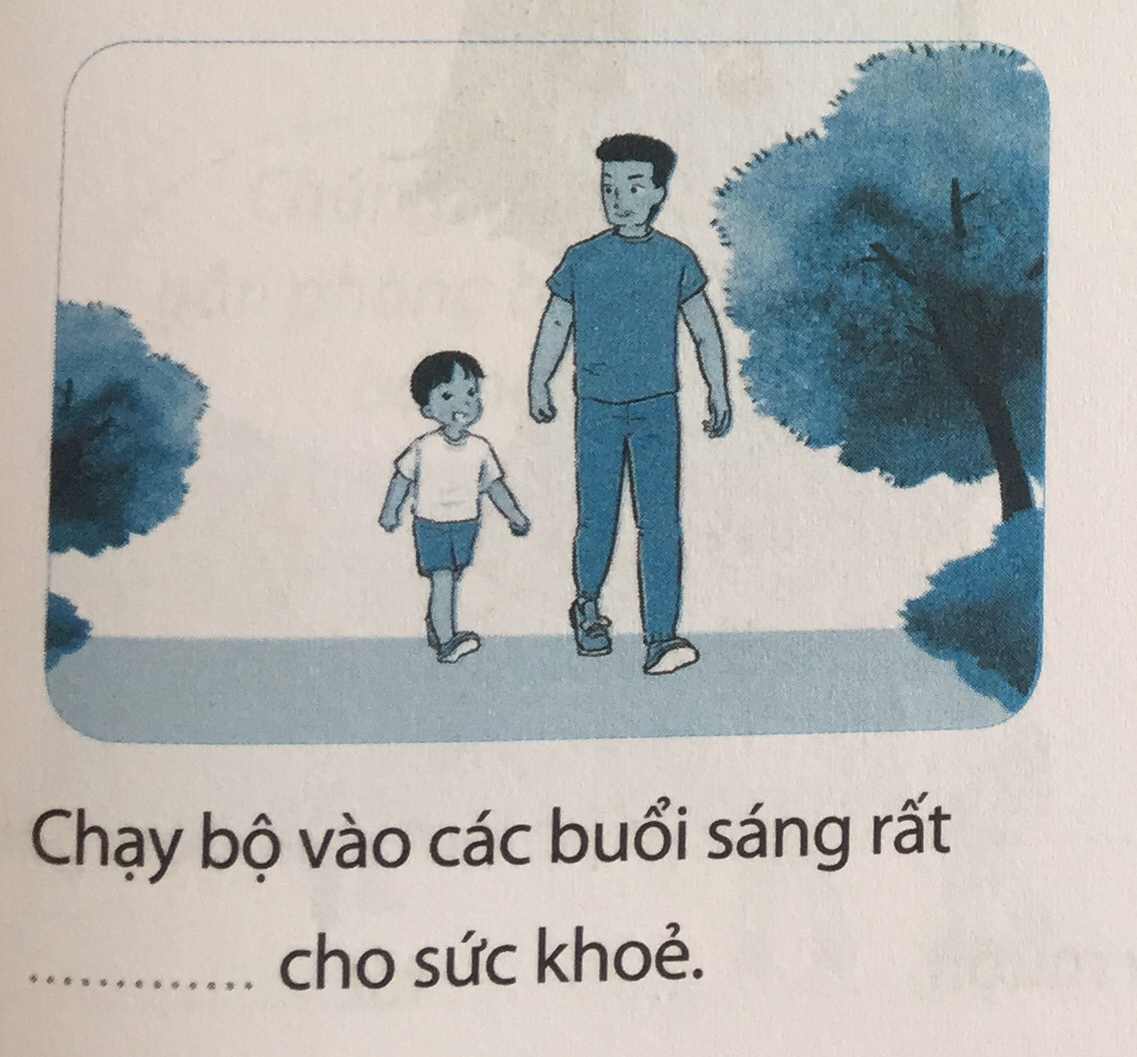 Chạy bộ vào các buổi sáng rất
............. cho sức khoẻ.